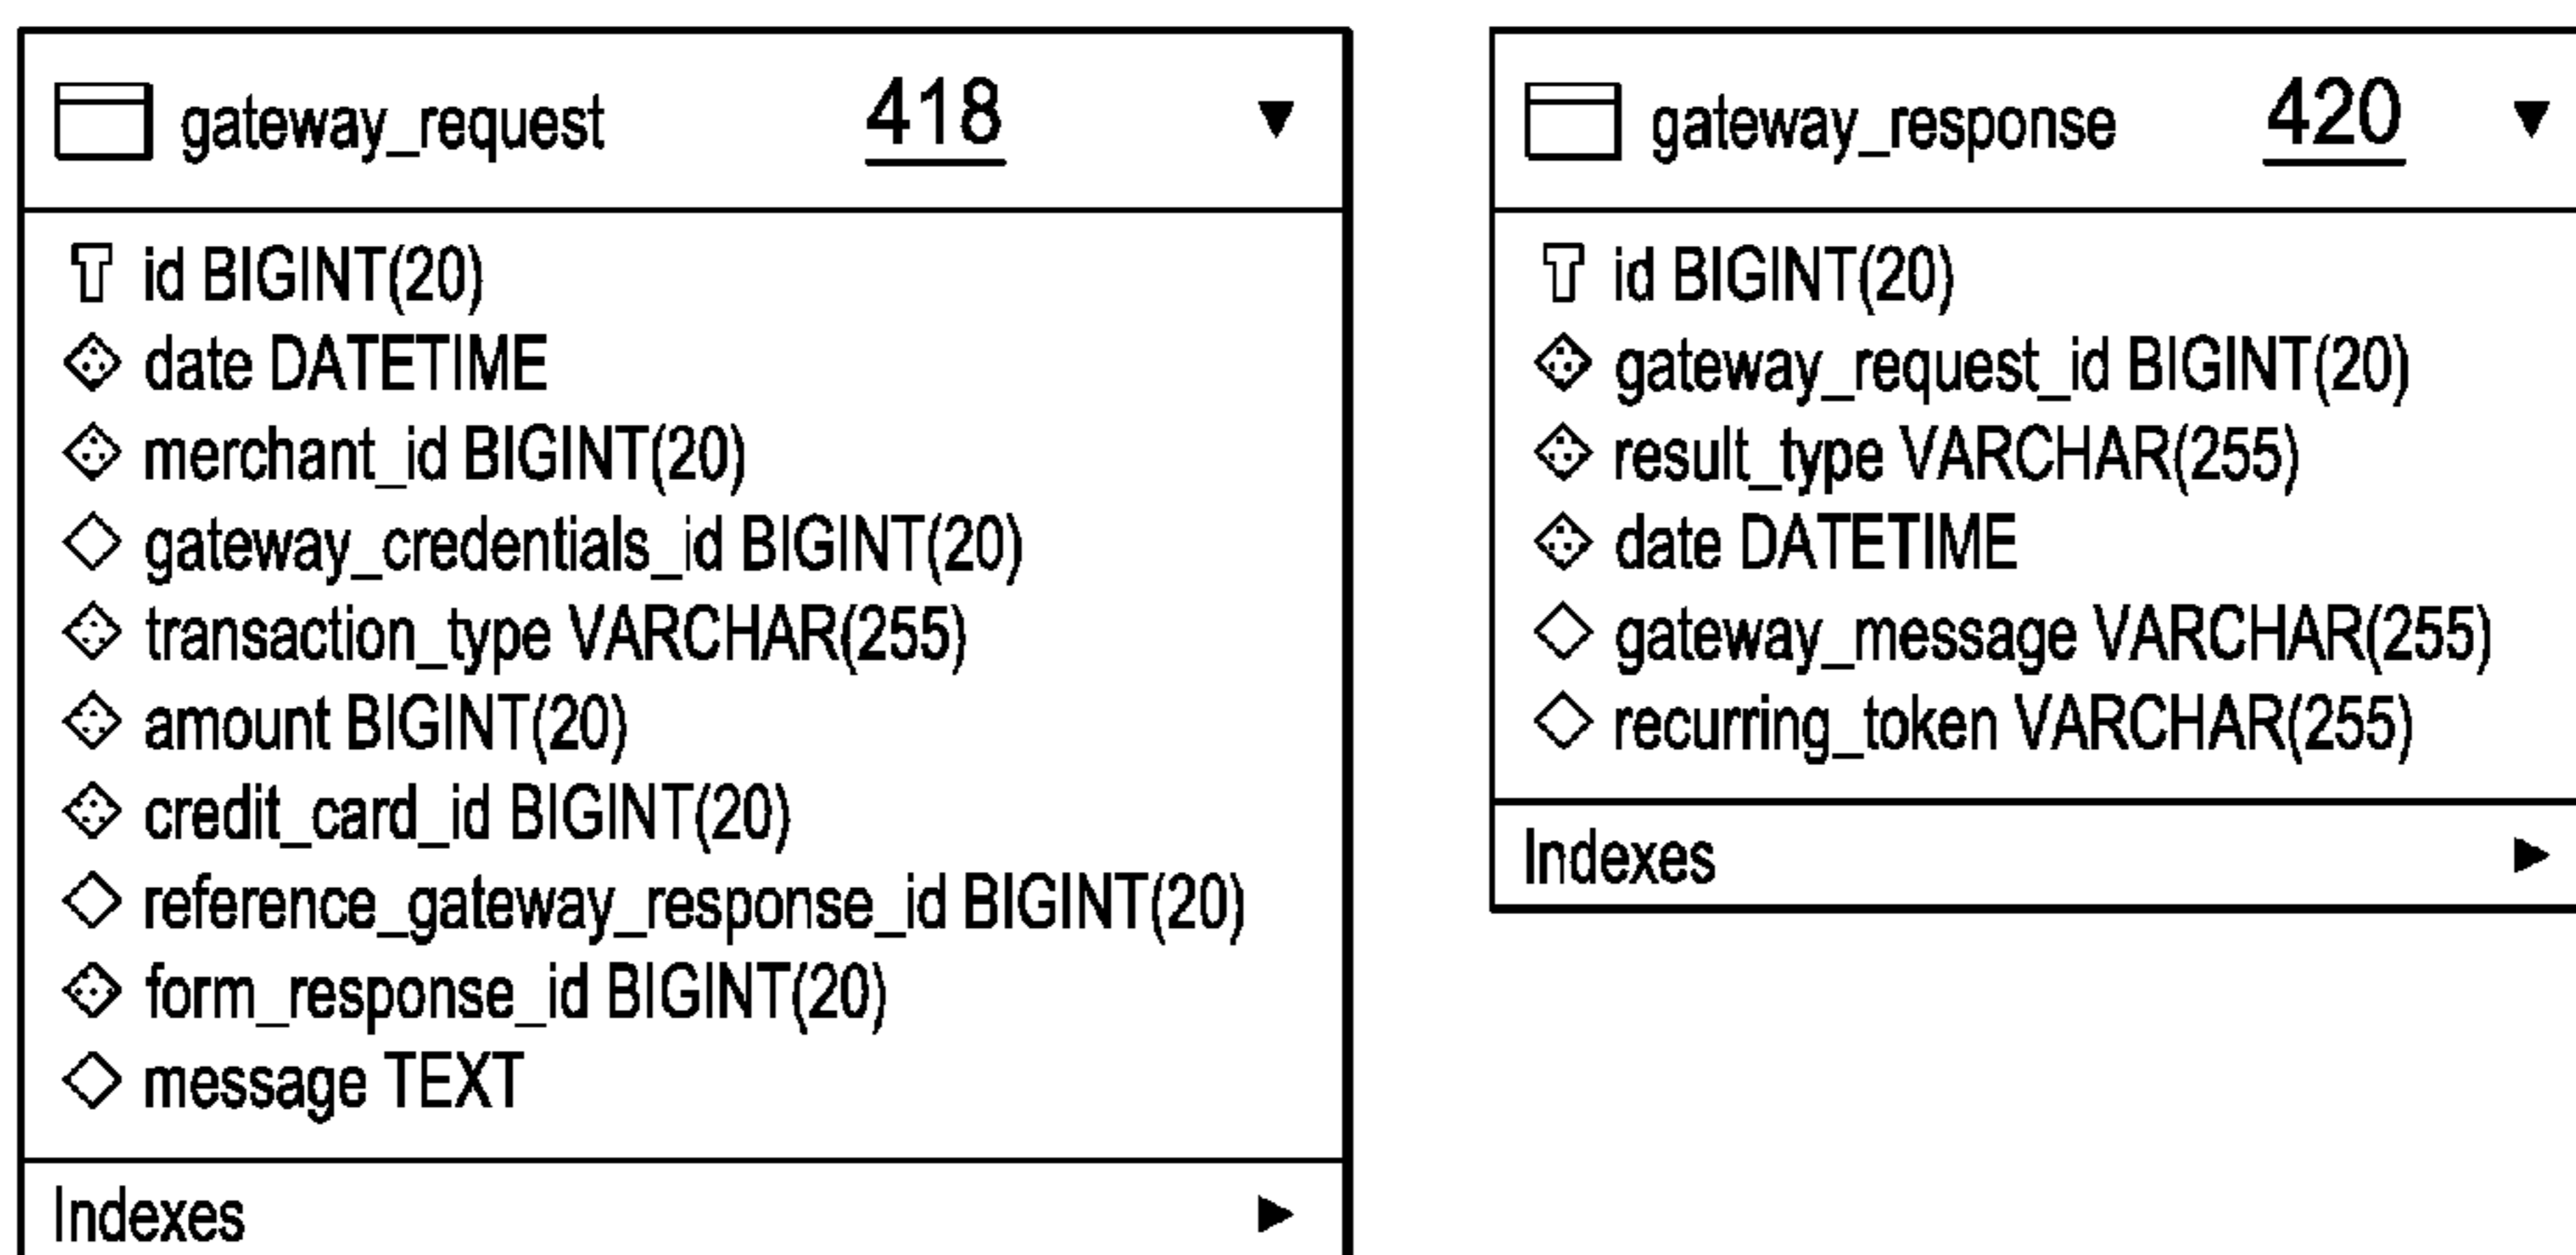 gateway_request 418
id BIGINT(20)
date DATETIME
merchant_id BIGINT(20)
gateway_credentials_id BIGINT(20)
transaction_type VARCHAR(255)
amount BIGINT(20)
credit_card_id BIGINT(20)
reference_gateway_response_id BIGINT(20)
form_response_id BIGINT(20)
message TEXT
Indexes
gateway_response 420
id BIGINT(20)
gateway_request_id BIGINT(20)
result_type VARCHAR(255)
date DATETIME
gateway_message VARCHAR(255)
recurring_token VARCHAR(255)
Indexes